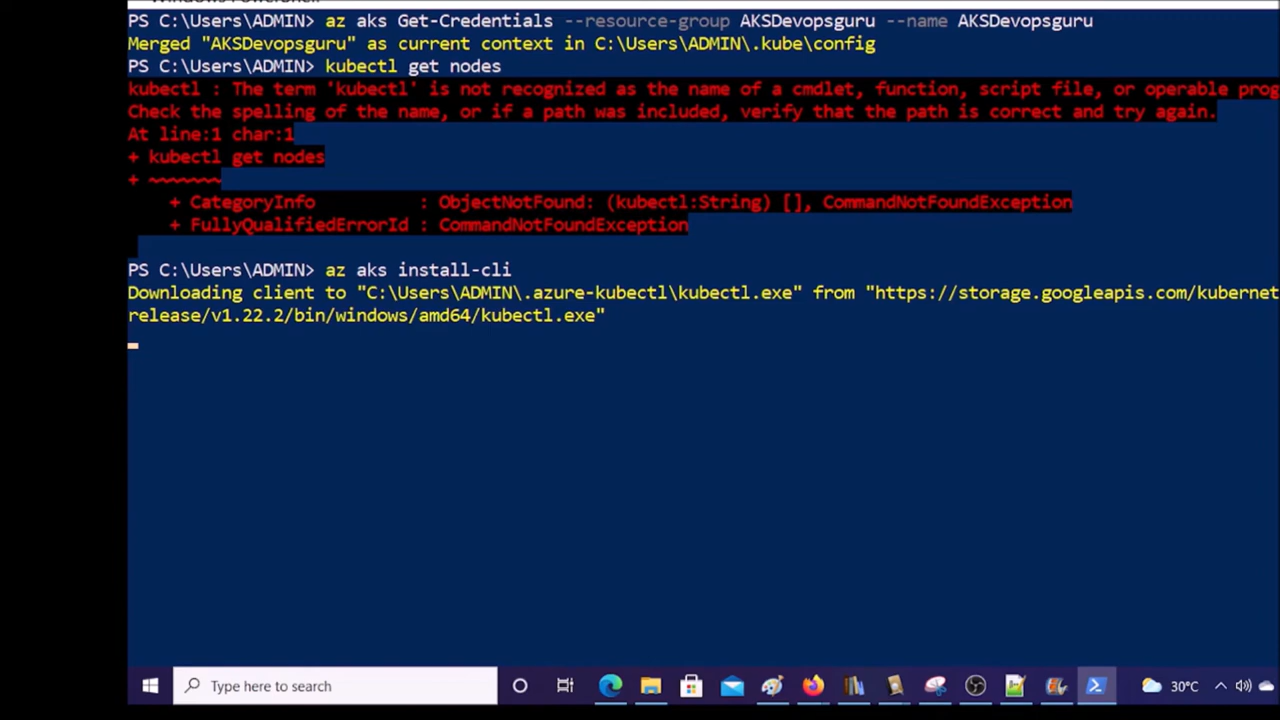 PS C:\Users\ADMIN> az aks Get-Credentials --resource-group AKSDevopsguru --name AKSDevopsguru
Merged "AKSDevopsguru" as current context in C:\Users\ADMIN\.kube\config
PS C:\Users\ADMIN> kubectl get nodes
kubectl : The term 'kubectl' is not recognized as the name of a cmdlet, function, script file, or operable prog
Check the spelling of the name, or if a path was included, verify that the path is correct and try again.
At line:1 char:1
+ kubectl get nodes
+ ~~~~~~~
+ CategoryInfo : ObjectNotFound: (kubectl:String) [], CommandNotFoundException
+ FullyQualifiedErrorId : CommandNotFoundException
PS C:\Users\ADMIN> az aks install-cli
Downloading client to "C:\Users\ADMIN\.azure-kubectl\kubectl.exe" from "https://storage.googleapis.com/kubernet
release/v1.22.2/bin/windows/amd64/kubectl.exe"
Type here to search
30°C